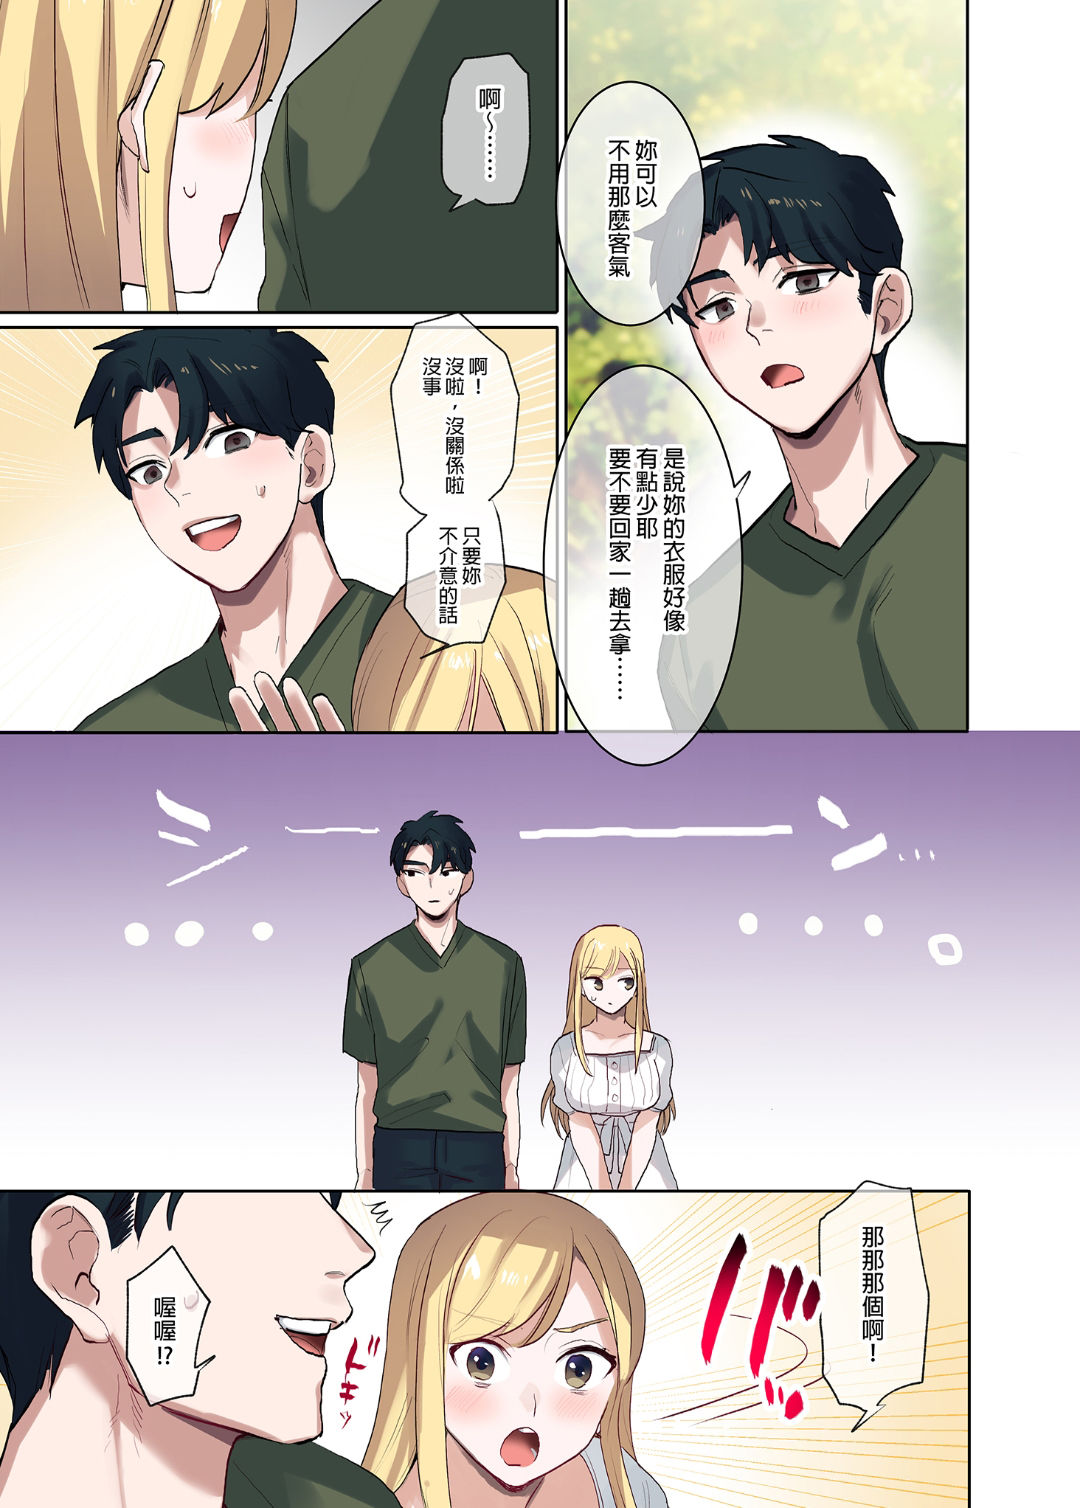 妳可以
不用那麼客氣
是說妳的衣服好像
有點少耶
要不要回家一趟去拿……
啊～……
啊！
沒啦，沒關係啦
沒事
只要妳
不介意的話
シーーン…
那那那個啊！
バッ
ドキッ
喔喔!?